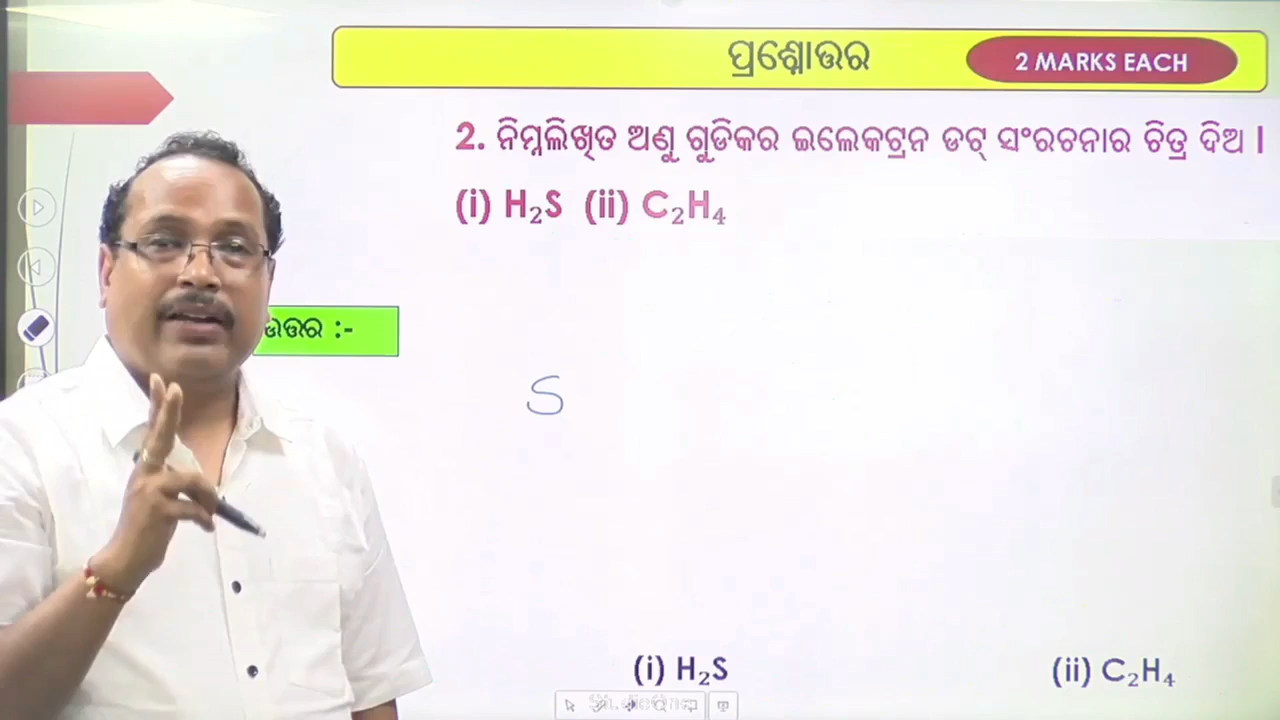 ପ୍ରଶ୍ନୋତ୍ତର
2 MARKS EACH
2. ନିମ୍ନଲିଖିତ ଅଣୁ ଗୁଡିକର ଇଲେକଟ୍ରନ ଡଟ୍ ସଂରଚନାର ଚିତ୍ର ଦିଅ ।
(i) H₂S (ii) C₂H₄
ଉତ୍ତର :-
S
(i) H₂S
(ii) C₂H₄